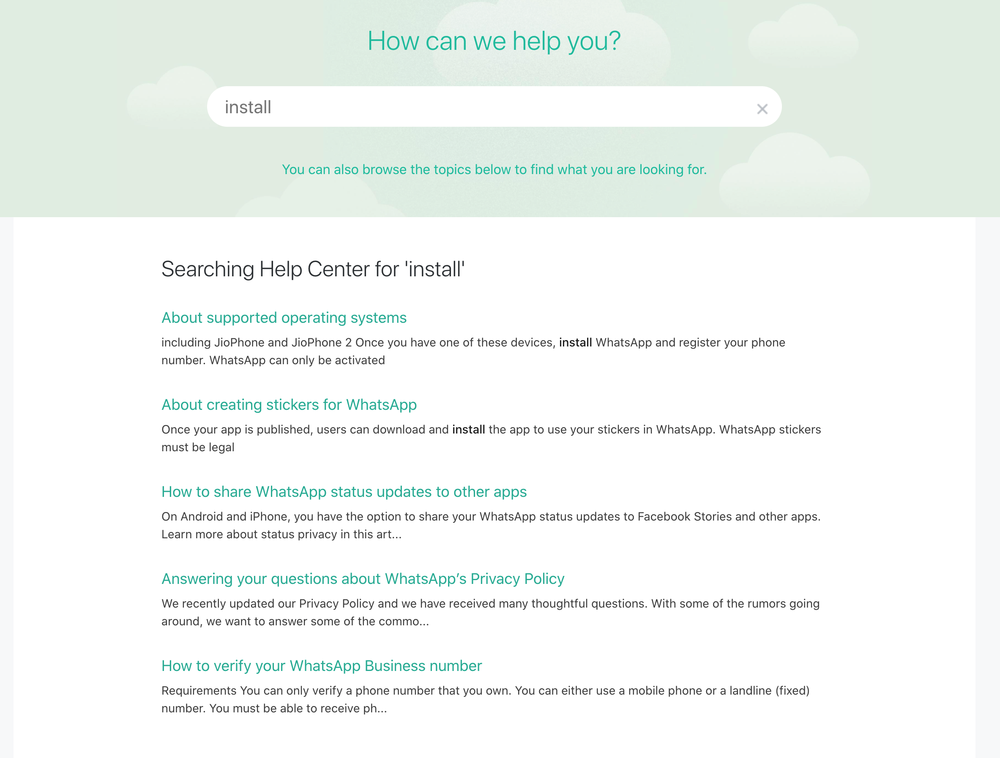 How can we help you?
install
You can also browse the topics below to find what you are looking for.
Searching Help Center for 'install'
About supported operating systems
including JioPhone and JioPhone 2 Once you have one of these devices, install WhatsApp and register your phone
number. WhatsApp can only be activated
About creating stickers for WhatsApp
Once your app is published, users can download and install the app to use your stickers in WhatsApp. WhatsApp stickers
must be legal
How to share WhatsApp status updates to other apps
On Android and iPhone, you have the option to share your WhatsApp status updates to Facebook Stories and other apps.
Learn more about status privacy in this art...
Answering your questions about WhatsApp’s Privacy Policy
We recently updated our Privacy Policy and we have received many thoughtful questions. With some of the rumors going
around, we want to answer some of the commo...
How to verify your WhatsApp Business number
Requirements You can only verify a phone number that you own. You can either use a mobile phone or a landline (fixed)
number. You must be able to receive ph...